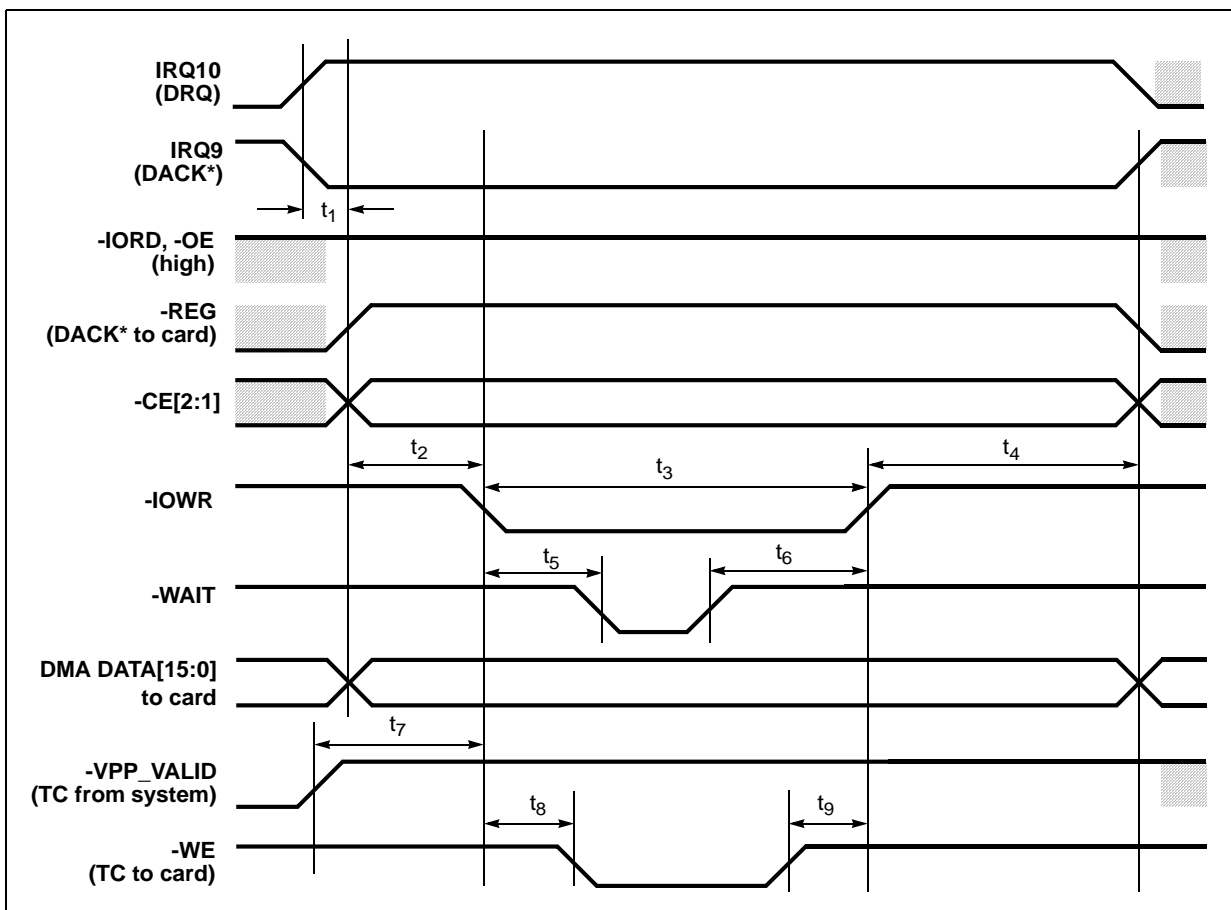 IRQ10
(DRQ)
IRQ9
(DACK*)
t1
-IORD, -OE
(high)
-REG
(DACK* to card)
-CE[2:1]
t2
t3
t4
-IOWR
t5
t6
-WAIT
DMA DATA[15:0]
to card
t7
-VPP_VALID
(TC from system)
t8
t9
-WE
(TC to card)